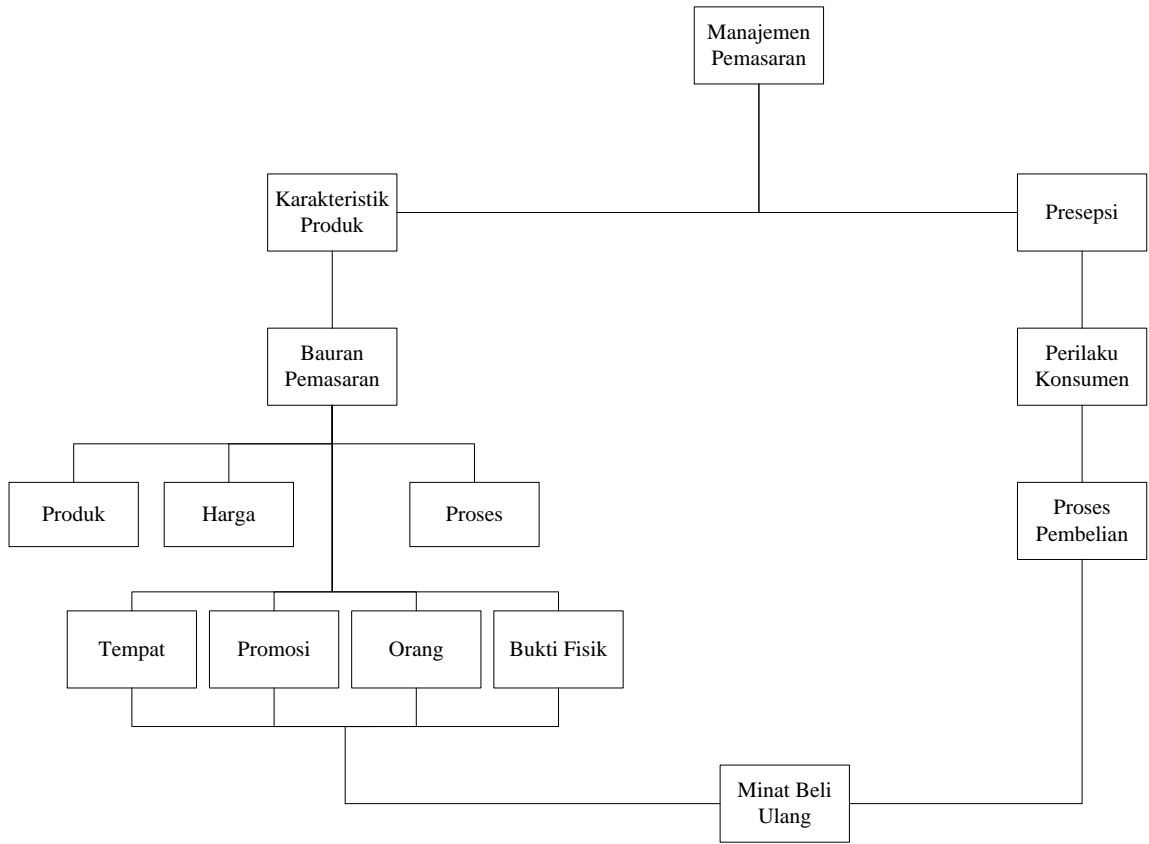 Manajemen
Pemasaran
Karakteristik
Produk
Presepsi
Bauran
Pemasaran
Perilaku
Konsumen
Produk
Harga
Proses
Proses
Pembelian
Tempat
Promosi
Orang
Bukti Fisik
Minat Beli
Ulang